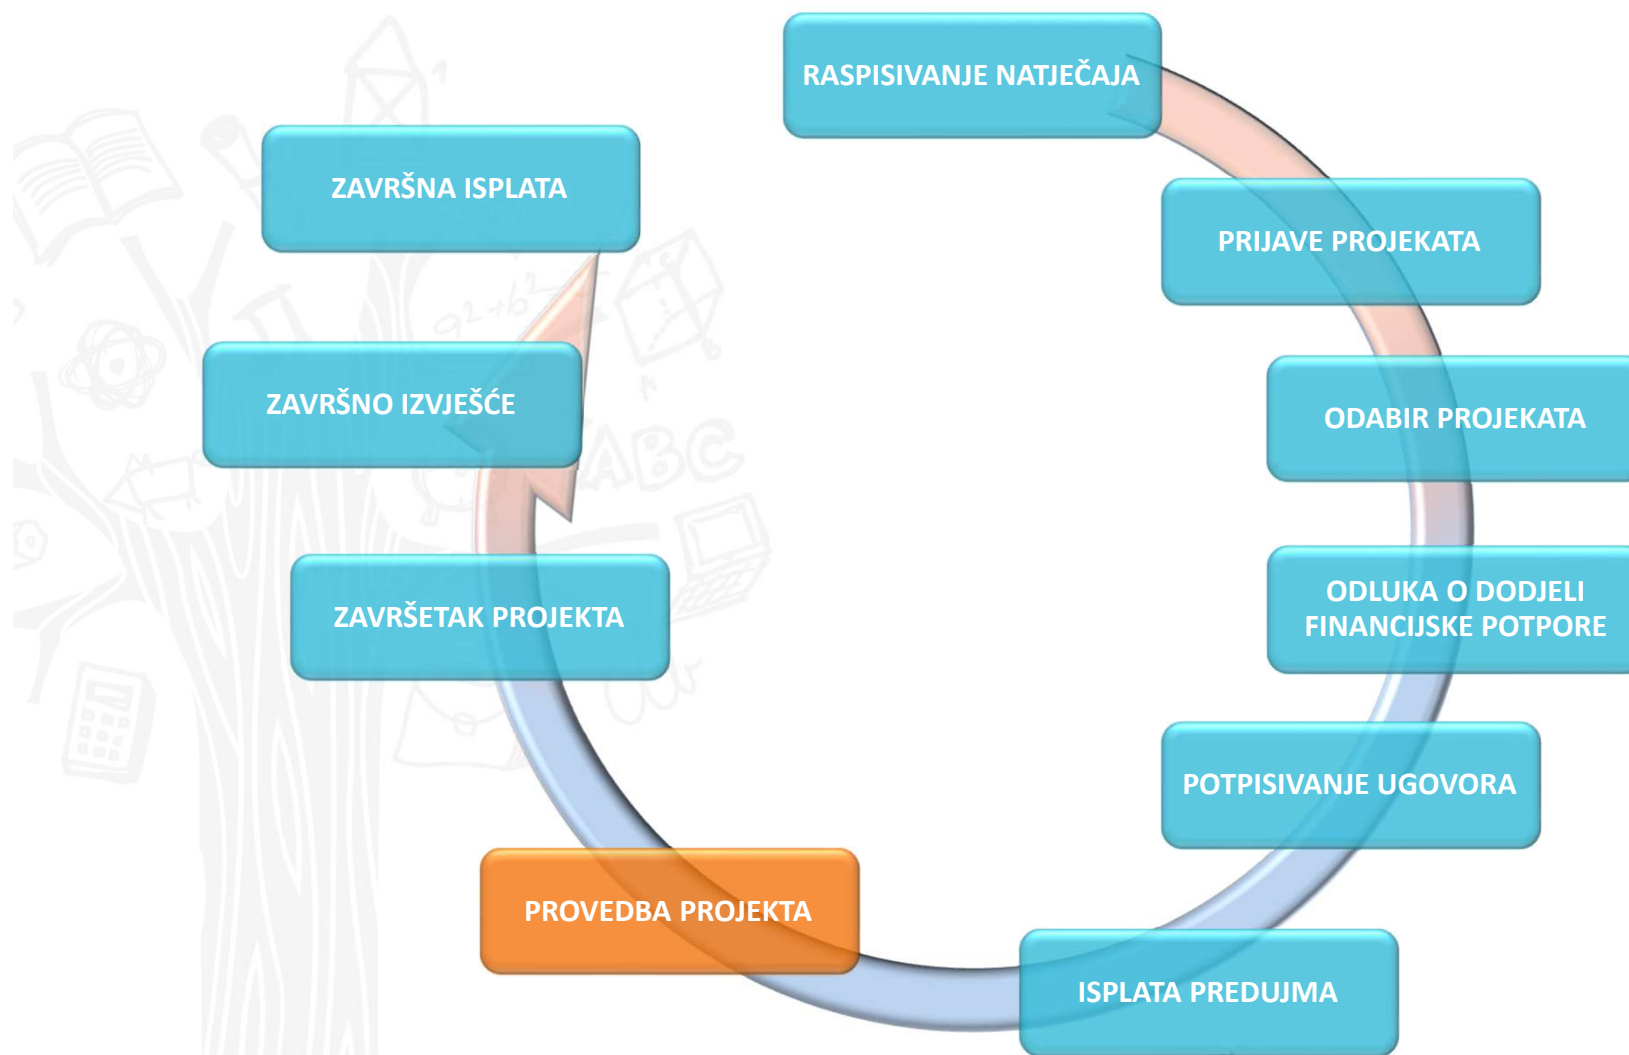 RASPISIVANJE NATJEČAJA
PRIJAVE PROJEKATA
ODABIR PROJEKATA
ODLUKA O DODJELI
FINANCIJSKE POTPORE
POTPISIVANJE UGOVORA
ISPLATA PREDUJMA
PROVEDBA PROJEKTA
ZAVRŠETAK PROJEKTA
ZAVRŠNO IZVJEŠĆE
ZAVRŠNA ISPLATA
ABC